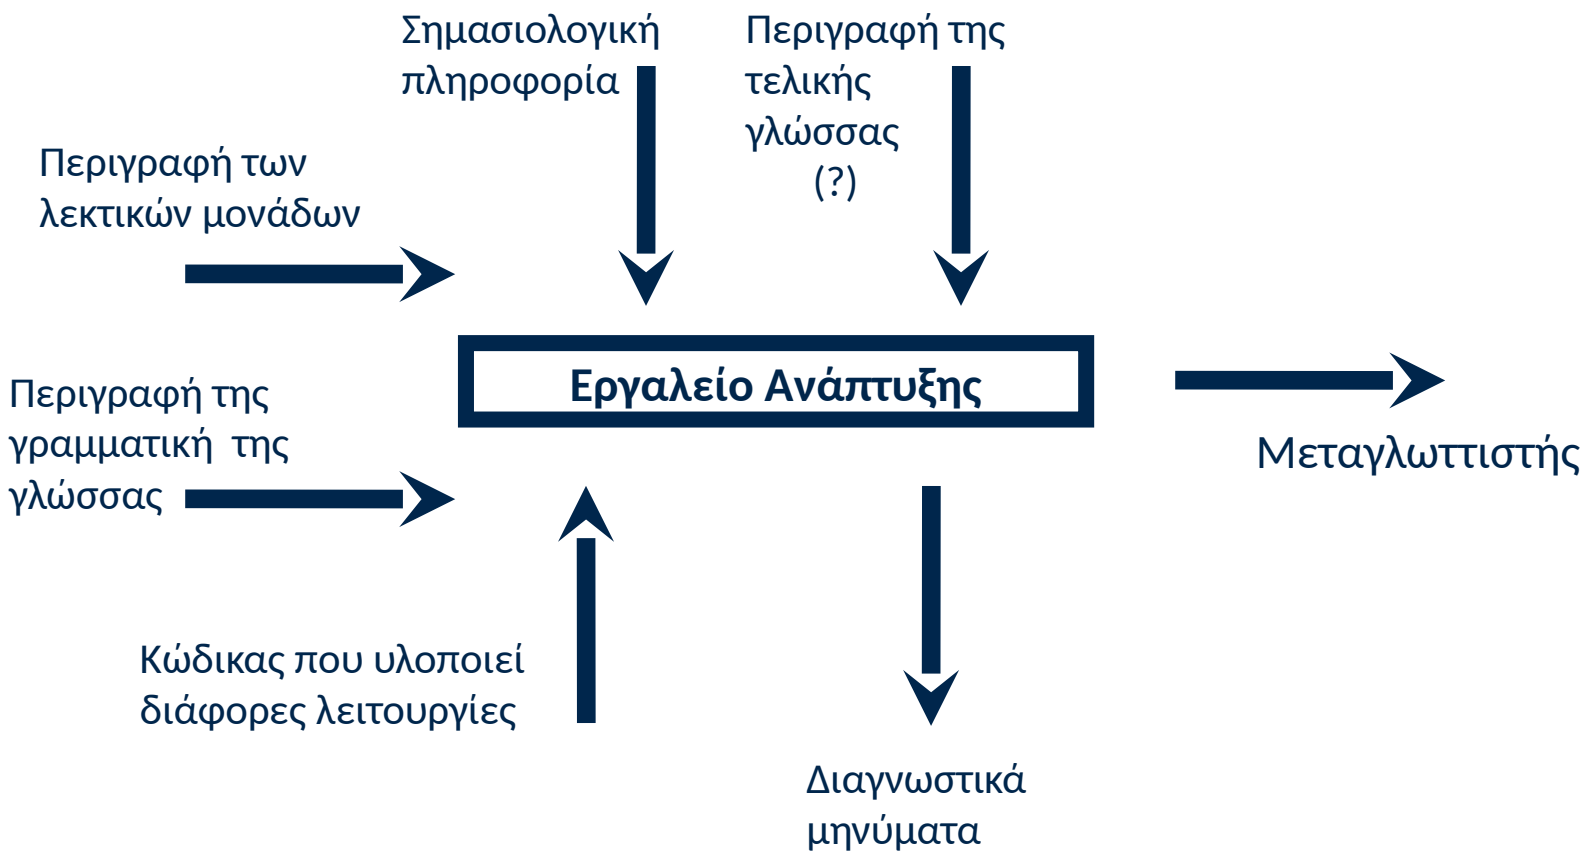 Σημασιολογική
πληροφορία
Περιγραφή της
τελικής
γλώσσας
(?)
Περιγραφή των
λεκτικών μονάδων
Εργαλείο Ανάπτυξης
Περιγραφή της
γραμματική της
γλώσσας
Μεταγλωττιστής
Κώδικας που υλοποιεί
διάφορες λειτουργίες
Διαγνωστικά
μηνύματα